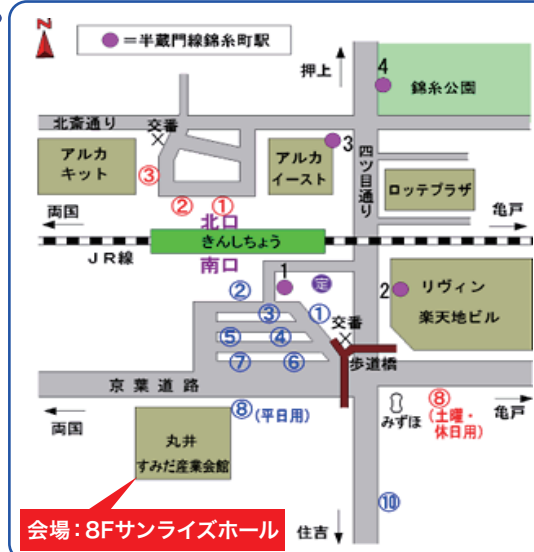 N
●=半蔵門線錦糸町駅
押上
4
錦糸公園
北斎通り
交番
3
アルカ
キット
③
アルカ
イースト
四ツ目通り
ロッテプラザ
②
①
両国
北口
亀戸
きんしちょう
JR線
南口
1
定
2
リヴィン
楽天地ビル
②
③
①
交番
⑤
④
⑦
⑥
歩道橋
京葉道路
⑧(平日用)
両国
みずほ
⑧
(土曜・
休日用)
亀戸
丸井
すみだ産業会館
⑩
会場:8Fサンライズホール
住吉